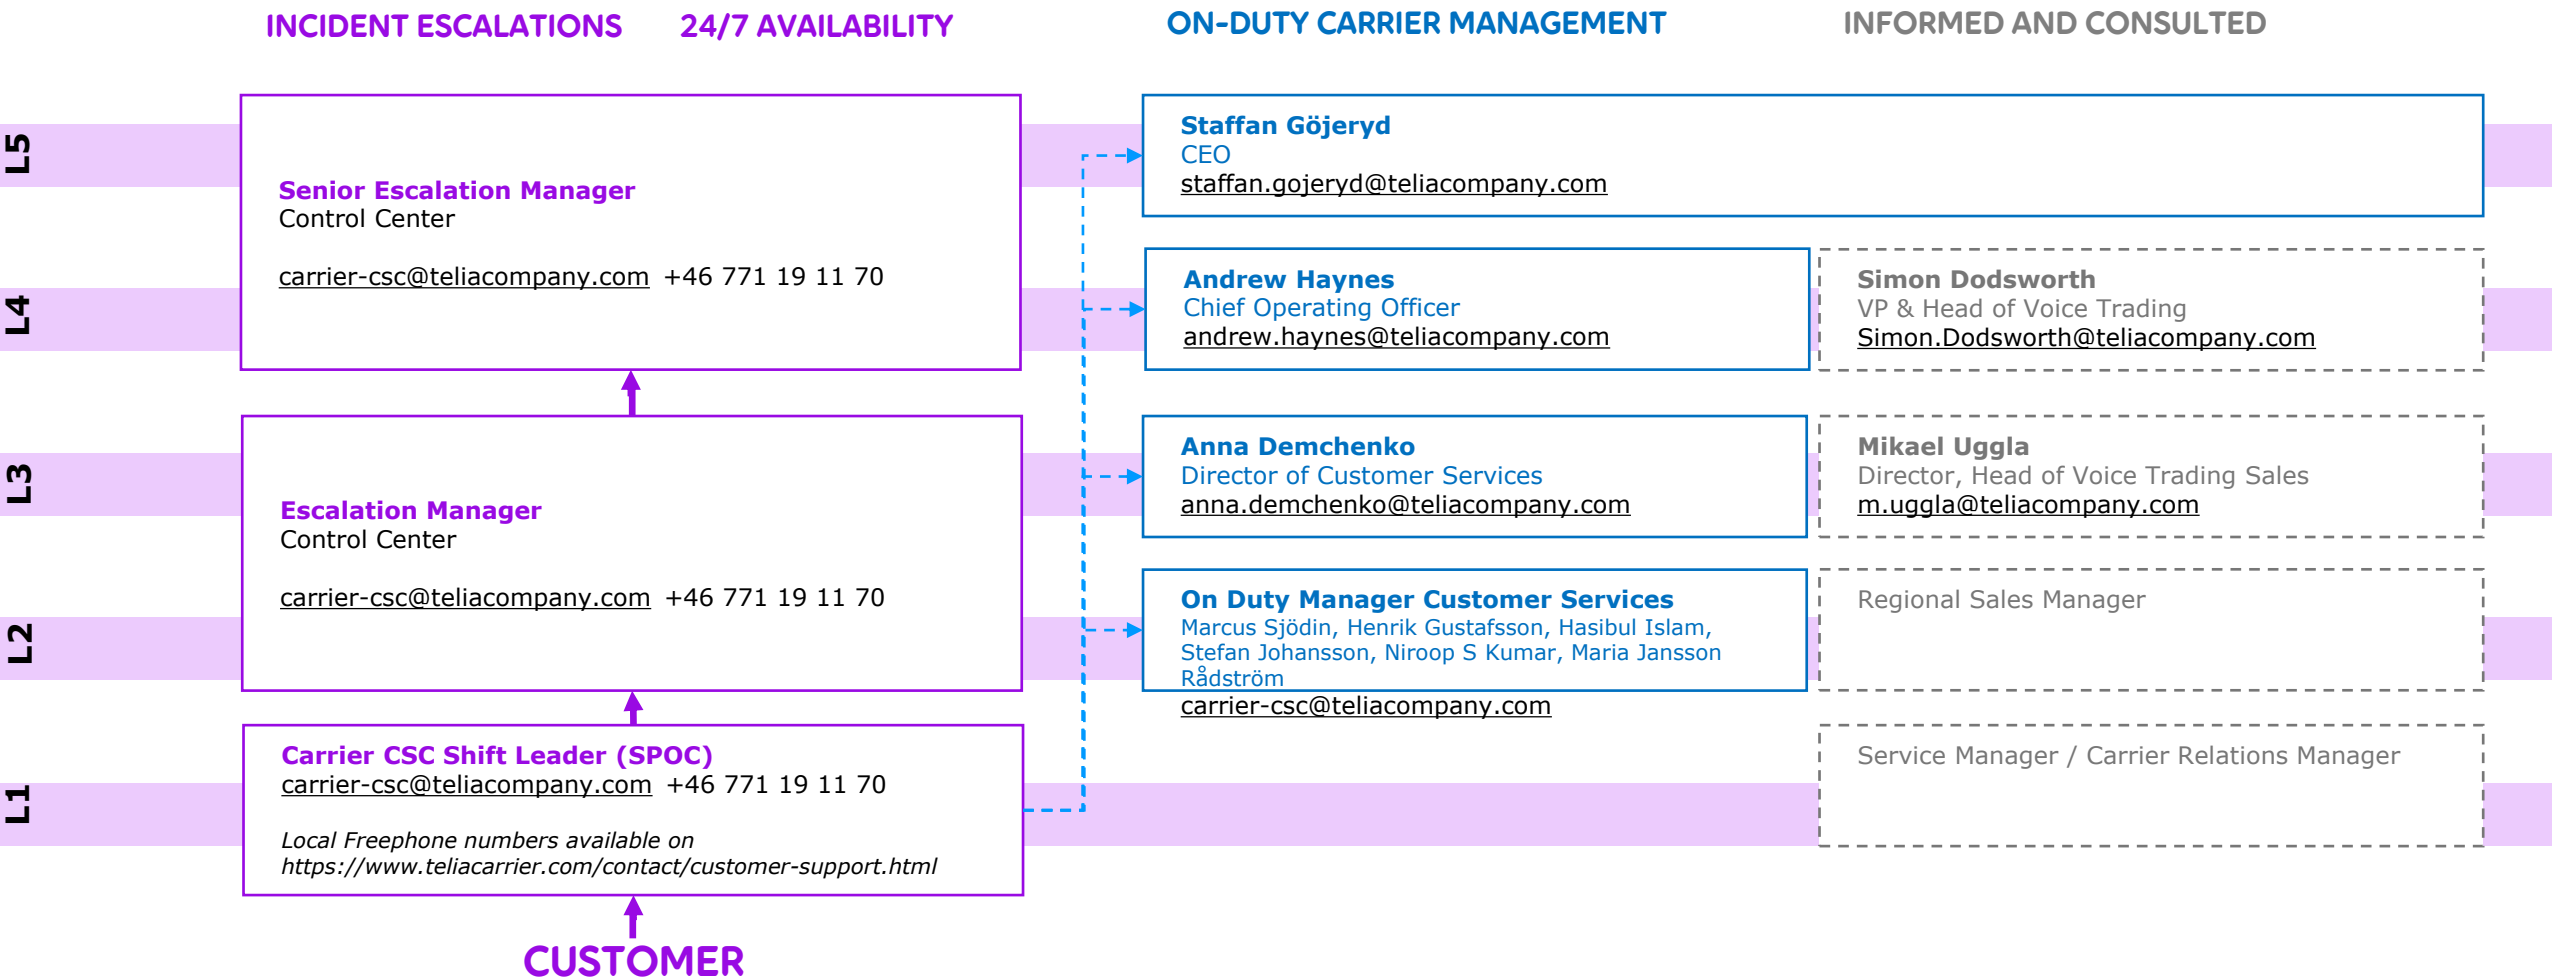 INCIDENT ESCALATIONS 24/7 AVAILABILITY
ON-DUTY CARRIER MANAGEMENT
INFORMED AND CONSULTED
L5
Senior Escalation Manager
Control Center
carrier-csc@teliacompany.com +46 771 19 11 70
Staffan Göjeryd
CEO
staffan.gojeryd@teliacompany.com
L4
Andrew Haynes
Chief Operating Officer
andrew.haynes@teliacompany.com
Simon Dodsworth
VP & Head of Voice Trading
Simon.Dodsworth@teliacompany.com
L3
Escalation Manager
Control Center
carrier-csc@teliacompany.com +46 771 19 11 70
Anna Demchenko
Director of Customer Services
anna.demchenko@teliacompany.com
Mikael Uggla
Director, Head of Voice Trading Sales
m.uggla@teliacompany.com
L2
On Duty Manager Customer Services
Marcus Sjödin, Henrik Gustafsson, Hasibul Islam,
Stefan Johansson, Niroop S Kumar, Maria Jansson
Rådström
carrier-csc@teliacompany.com
Regional Sales Manager
L1
Carrier CSC Shift Leader (SPOC)
carrier-csc@teliacompany.com +46 771 19 11 70
Local Freephone numbers available on
https://www.teliacarrier.com/contact/customer-support.html
Service Manager / Carrier Relations Manager
CUSTOMER